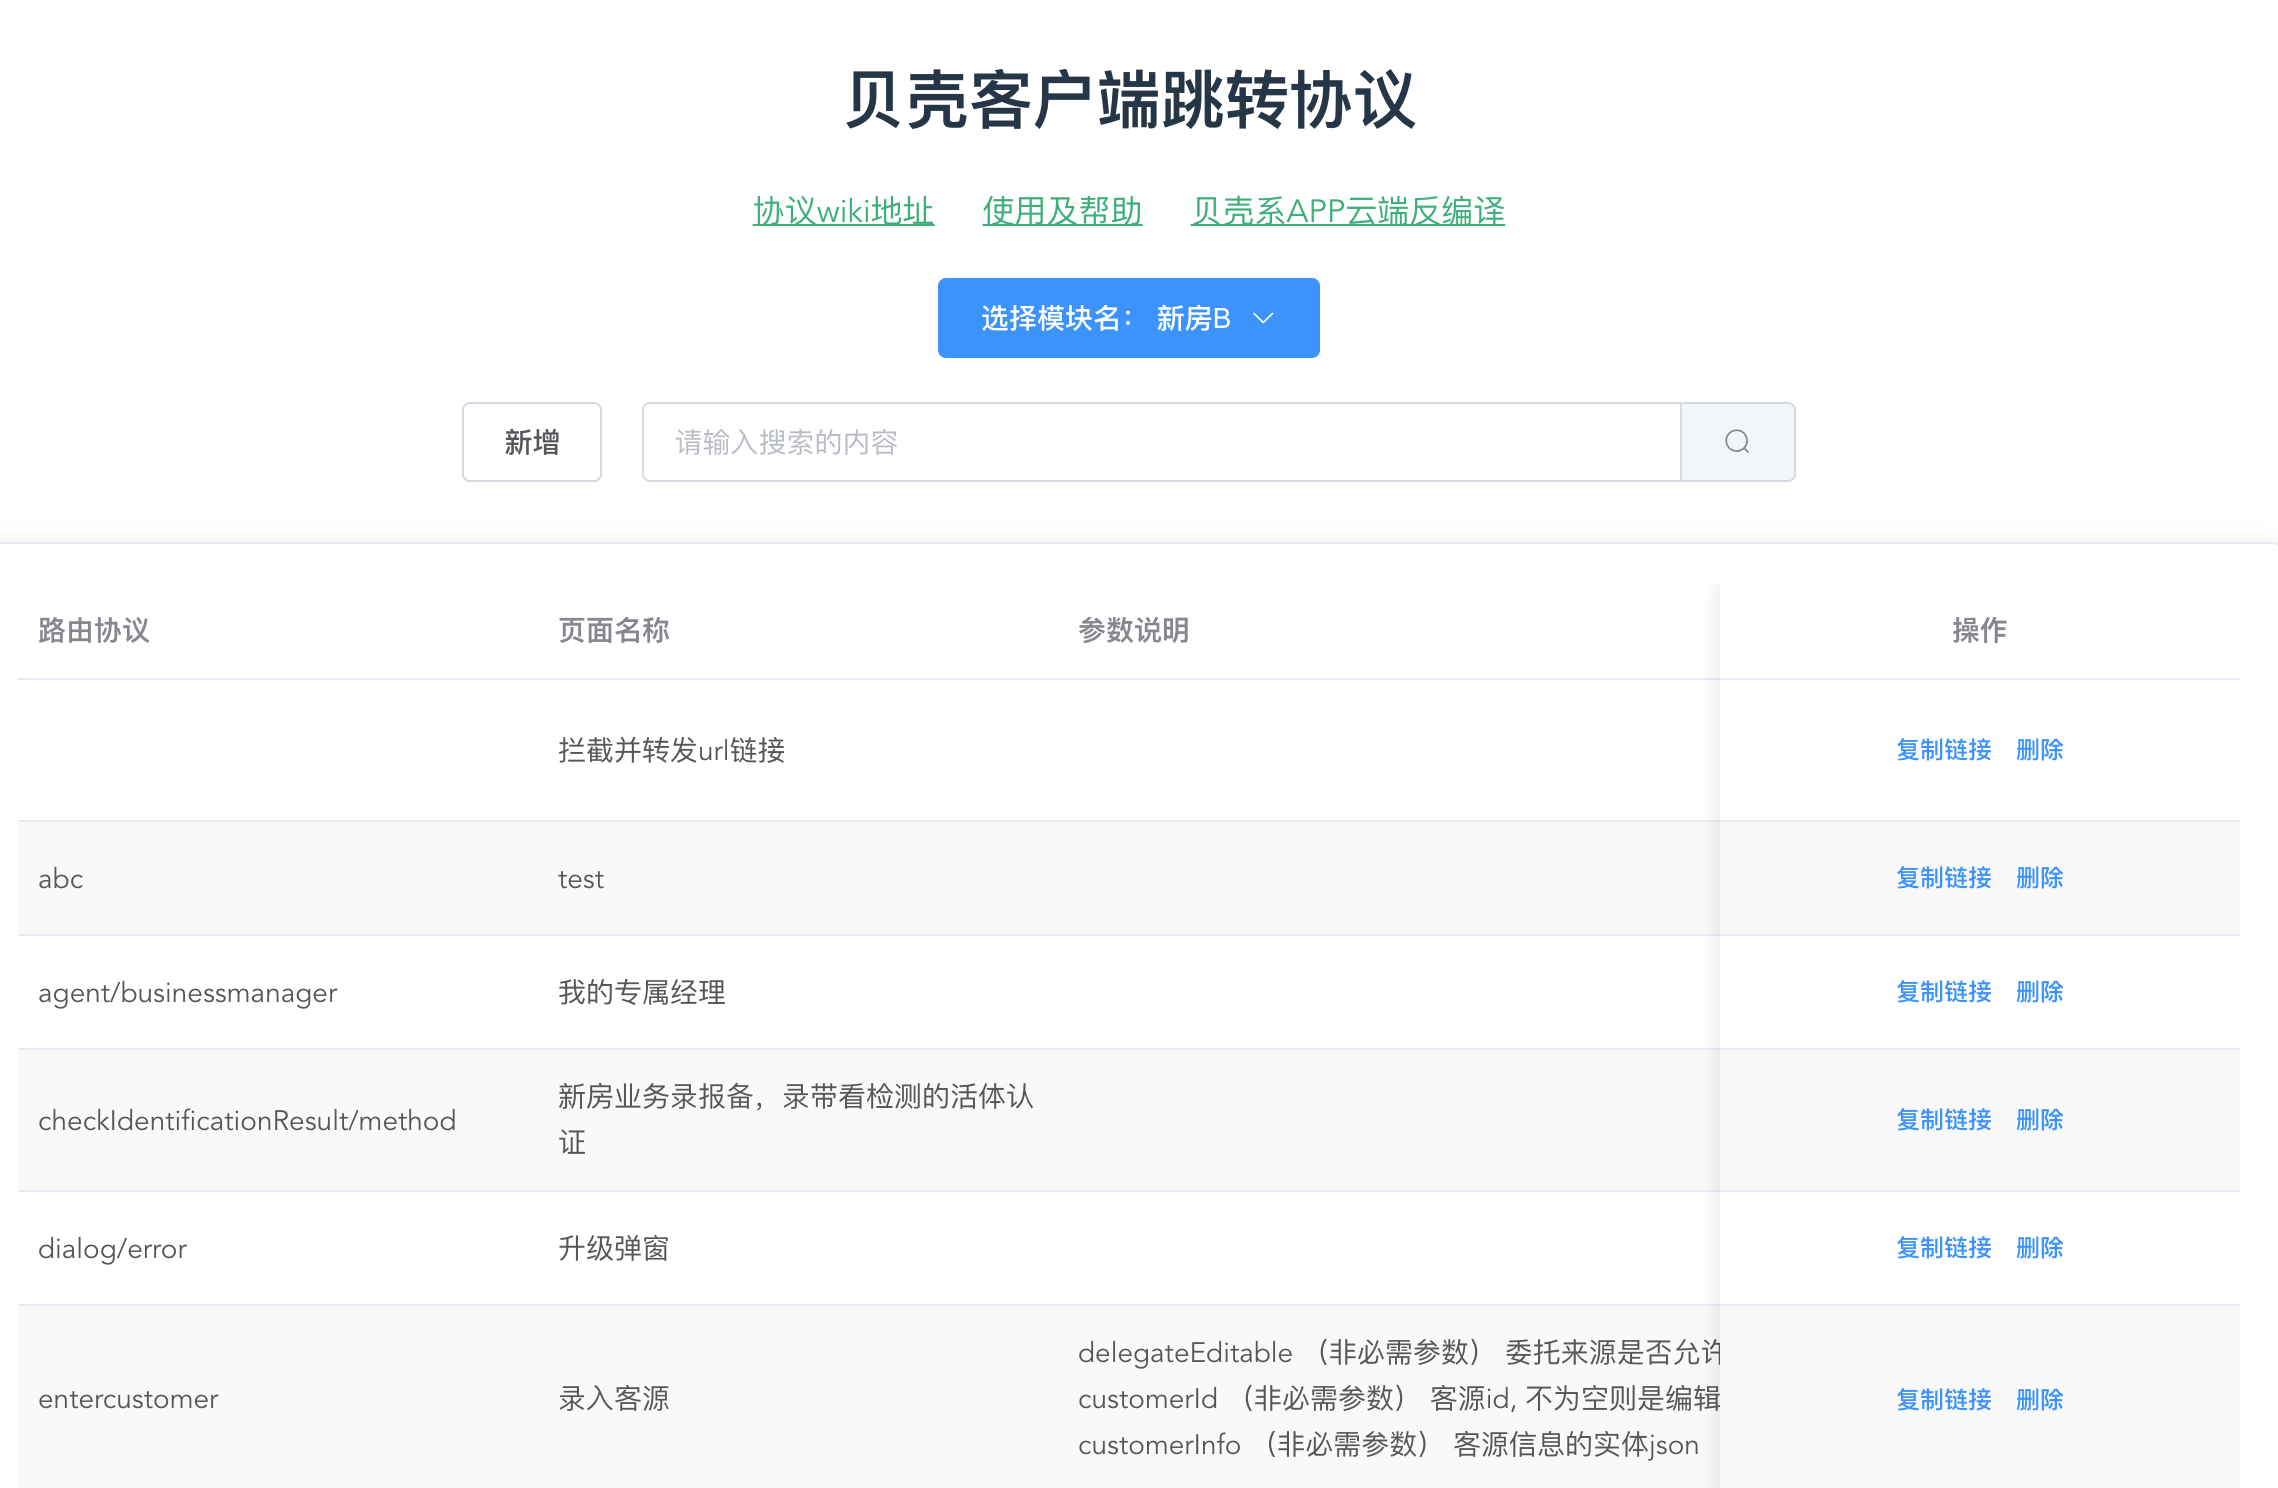 贝壳客户端跳转协议
协议wiki地址 使用及帮助 贝壳系APP云端反编译
选择模块名： 新房B
新增 请输入搜索的内容
路由协议 页面名称 参数说明 操作
拦截并转发url链接 复制链接 删除
abc test 复制链接 删除
agent/businessmanager 我的专属经理 复制链接 删除
checkIdentificationResult/method 新房业务录报备，录带看检测的活体认
证 复制链接 删除
dialog/error 升级弹窗 复制链接 删除
entercustomer 录入客源 delegateEditable （非必需参数） 委托来源是否允许
customerId （非必需参数） 客源id, 不为空则是编辑
customerInfo （非必需参数） 客源信息的实体json
复制链接 删除